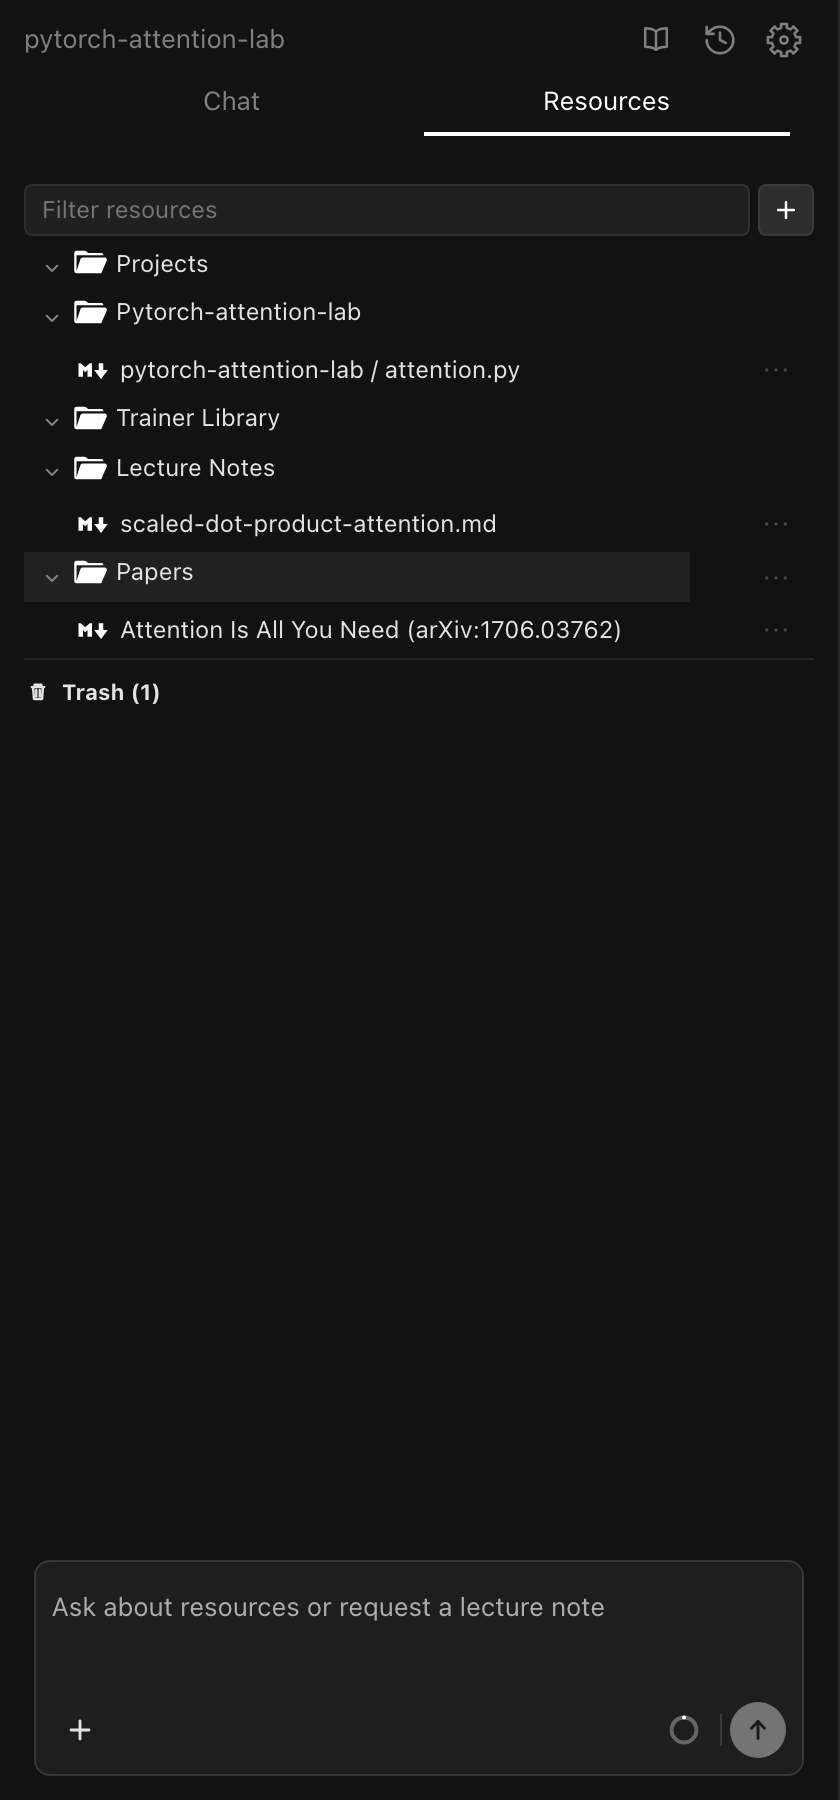 pytorch-attention-lab
Chat
Resources
Filter resources
Projects
Pytorch-attention-lab
pytorch-attention-lab / attention.py
Trainer Library
Lecture Notes
scaled-dot-product-attention.md
Papers
Attention Is All You Need (arXiv:1706.03762)
Trash (1)
Ask about resources or request a lecture note